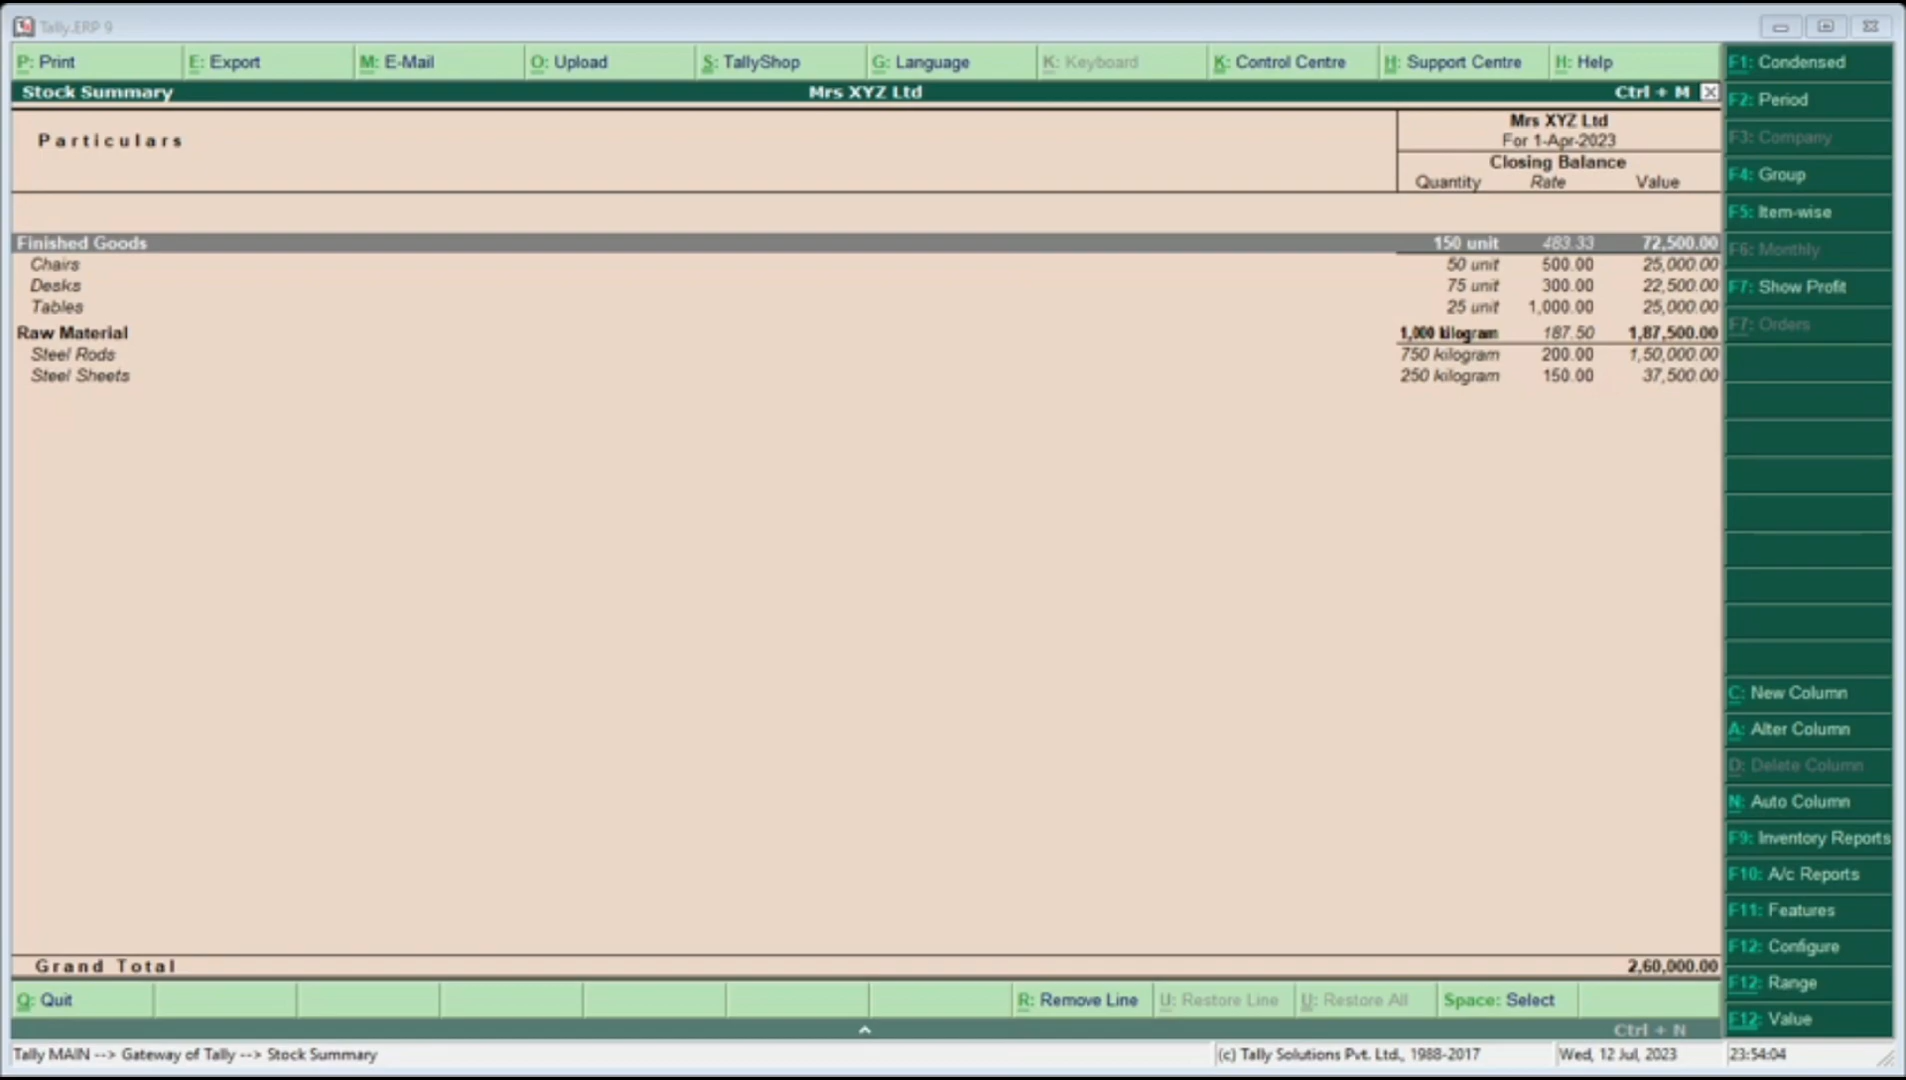 Tally.ERP 9
P: Print E: Export M: E-Mail O: Upload S: TallyShop G: Language K: Keyboard K: Control Centre H: Support Centre H: Help
Stock Summary Mrs XYZ Ltd Ctrl + M
Particulars
Mrs XYZ Ltd
For 1-Apr-2023
Closing Balance
Quantity Rate Value
Finished Goods 150 unit 483.33 72,500.00
Chairs 50 unit 500.00 25,000.00
Desks 75 unit 300.00 22,500.00
Tables 25 unit 1,000.00 25,000.00
Raw Material 1,000 kilogram 187.50 1,87,500.00
Steel Rods 750 kilogram 200.00 1,50,000.00
Steel Sheets 250 kilogram 150.00 37,500.00
Grand Total 2,60,000.00
F1: Condensed
F2: Period
F3: Company
F4: Group
F5: Item-wise
F6: Monthly
F7: Show Profit
F7: Orders
C: New Column
A: Alter Column
D: Delete Column
N: Auto Column
F9: Inventory Reports
F10: A/c Reports
F11: Features
F12: Configure
F12: Range
F12: Value
Q: Quit R: Remove Line U: Restore Line U: Restore All Space: Select
Ctrl + N
Tally MAIN --> Gateway of Tally --> Stock Summary (c) Tally Solutions Pvt. Ltd., 1988-2017 Wed, 12 Jul, 2023 23:54:04